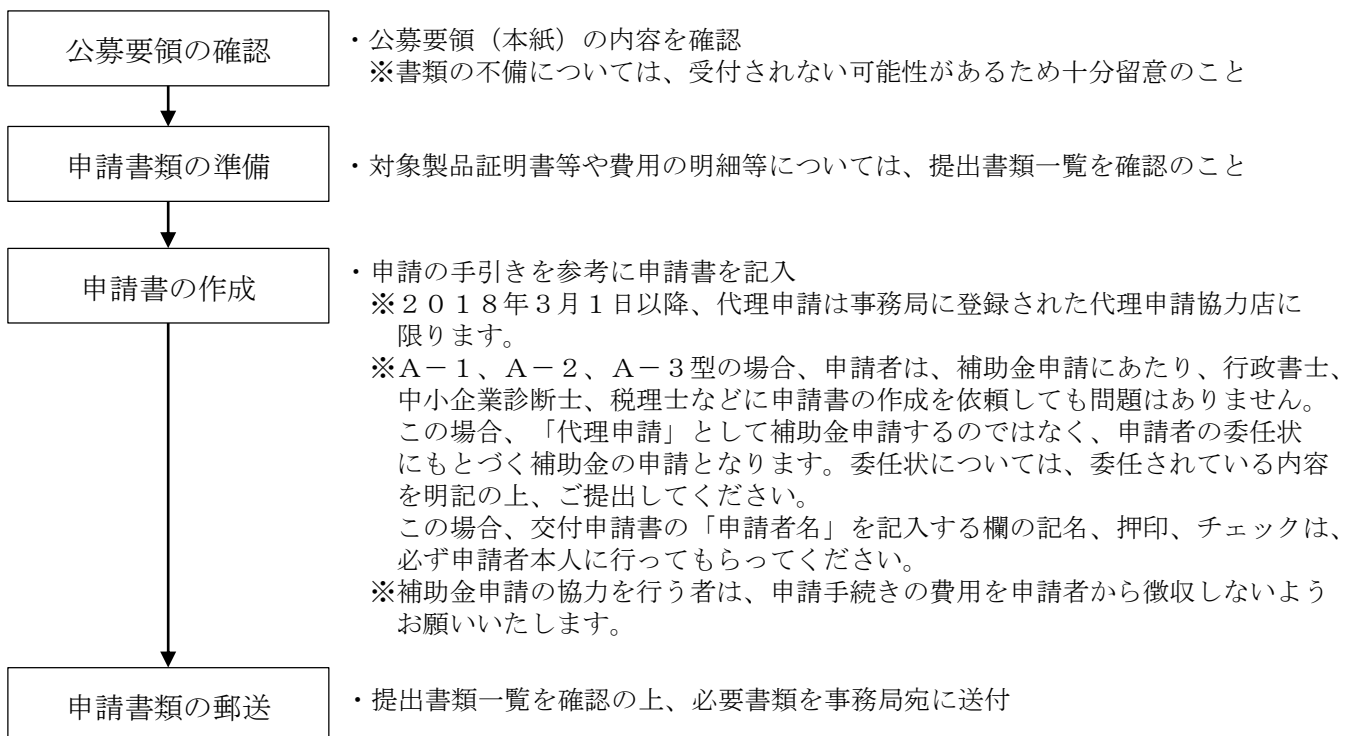 公募要領の確認
・公募要領（本紙）の内容を確認
※書類の不備については、受付されない可能性があるため十分留意のこと
申請書類の準備
・対象製品証明書等や費用の明細等については、提出書類一覧を確認のこと
申請書の作成
・申請の手引きを参考に申請書を記入
※２０１８年３月１日以降、代理申請は事務局に登録された代理申請協力店に
限ります。
※Ａ－１、Ａ－２、Ａ－３型の場合、申請者は、補助金申請にあたり、行政書士、
中小企業診断士、税理士などに申請書の作成を依頼しても問題はありません。
この場合、「代理申請」として補助金申請するのではなく、申請者の委任状
にもとづく補助金の申請となります。委任状については、委任されている内容
を明記の上、ご提出してください。
この場合、交付申請書の「申請者名」を記入する欄の記名、押印、チェックは、
必ず申請者本人に行ってもらってください。
※補助金申請の協力を行う者は、申請手続きの費用を申請者から徴収しないよう
お願いいたします。
申請書類の郵送
・提出書類一覧を確認の上、必要書類を事務局宛に送付